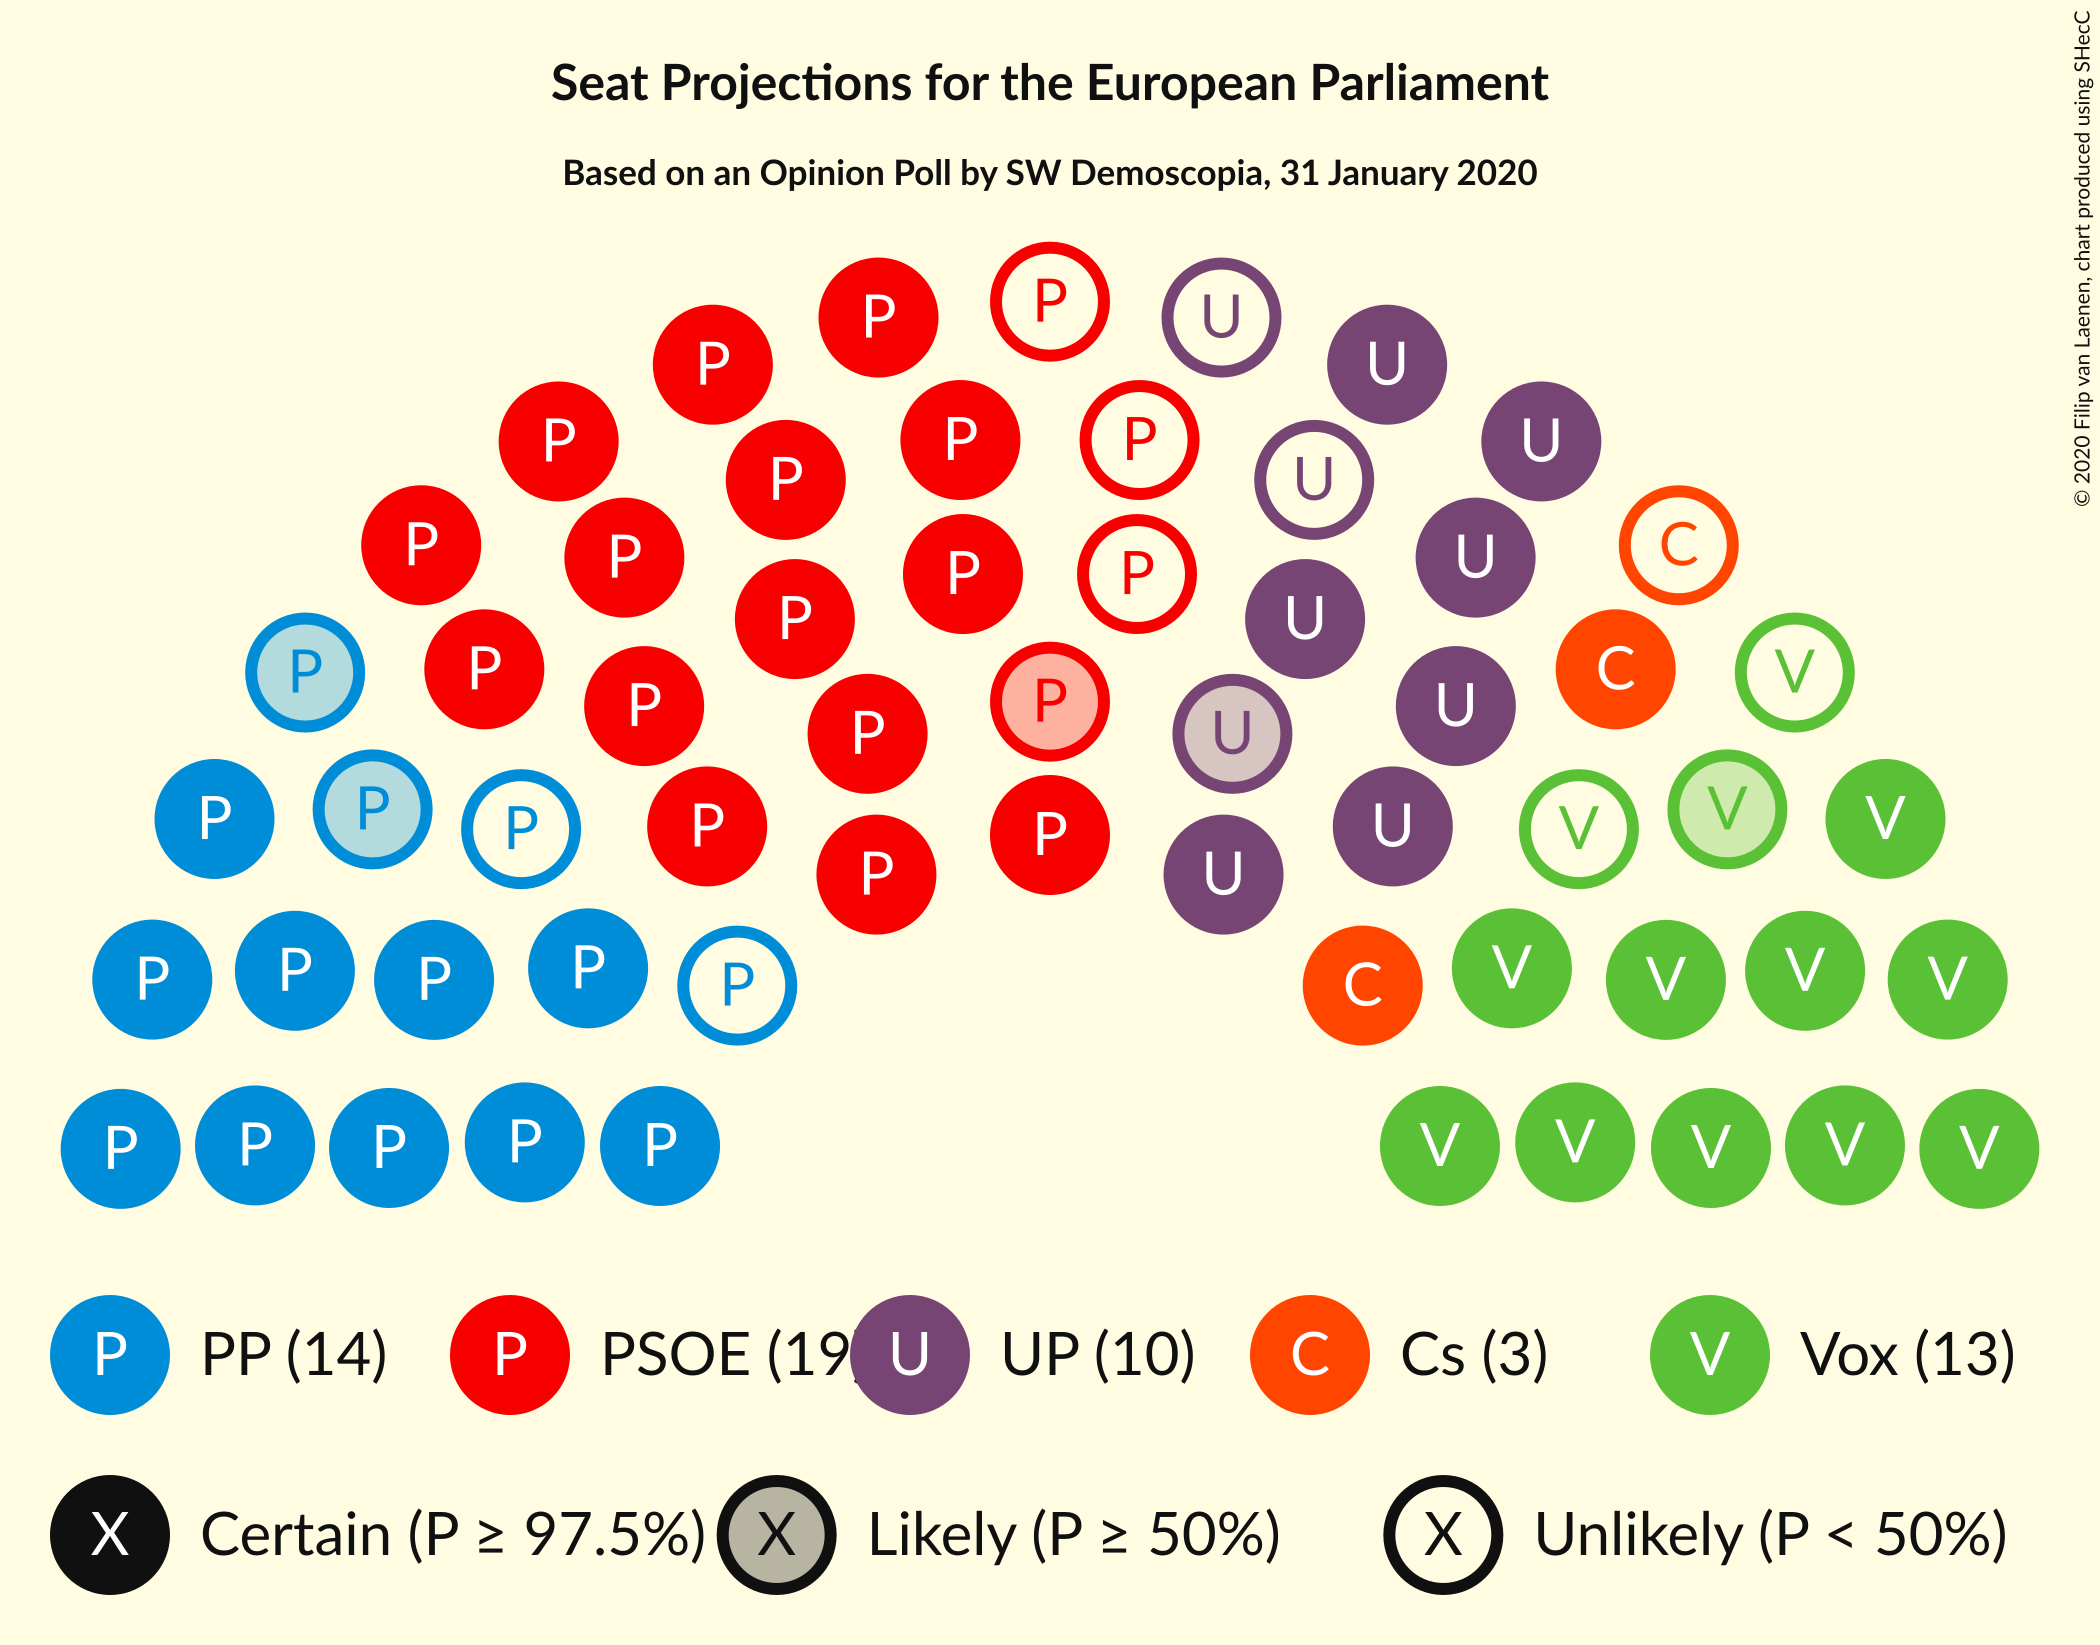 Seat Projections for the European Parliament
Based on an Opinion Poll by SW Demoscopia, 31 January 2020
© 2020 Filip van Laenen, chart produced using SHecC
P U
P U
P U
P P U
P U
P U
P C
P P U
P P U
P C
P P V
P U
P P U
P V
P P U V
P V
P P U
P P U V
P P C V
P P V V
P P P P P V V V V V
P PP (14) P PSOE (19) U UP (10) C Cs (3) V Vox (13)
X Certain (P ≥ 97.5%) X Likely (P ≥ 50%) X Unlikely (P < 50%)